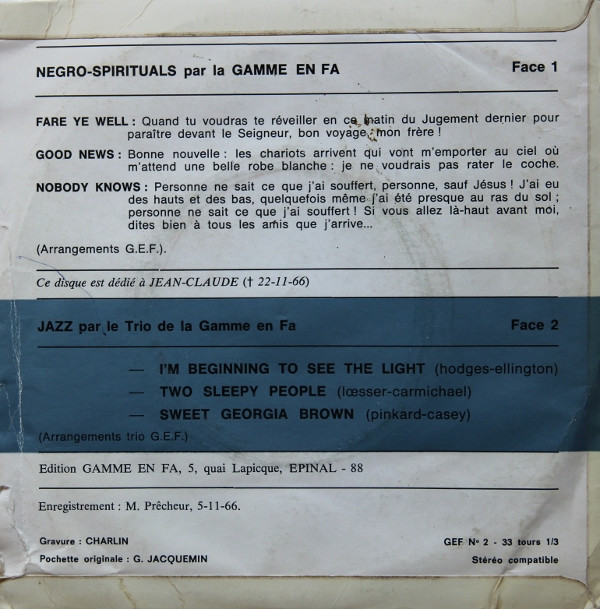 NEGRO-SPIRITUALS par la GAMME EN FA Face 1
FARE YE WELL : Quand tu voudras te réveiller en ce matin du Jugement dernier pour
paraître devant le Seigneur, bon voyage, mon frère !
GOOD NEWS : Bonne nouvelle : les chariots arrivent qui vont m'emporter au ciel où
m'attend une belle robe blanche : je ne voudrais pas rater le coche.
NOBODY KNOWS : Personne ne sait ce que j'ai souffert, personne, sauf Jésus ! J'ai eu
des hauts et des bas, quelquefois même j'ai été presque au ras du sol ;
personne ne sait ce que j'ai souffert ! Si vous allez là-haut avant moi,
dites bien à tous les amis que j'arrive...
(Arrangements G.E.F.).
Ce disque est dédié à JEAN-CLAUDE († 22-11-66)
JAZZ par le Trio de la Gamme en Fa Face 2
— I'M BEGINNING TO SEE THE LIGHT (hodges-ellington)
— TWO SLEEPY PEOPLE (lœsser-carmichael)
— SWEET GEORGIA BROWN (pinkard-casey)
(Arrangements trio G.E.F.)
Edition GAMME EN FA, 5, quai Lapicque, EPINAL - 88
Enregistrement : M. Prêcheur, 5-11-66.
Gravure : CHARLIN GEF N° 2 - 33 tours 1/3
Pochette originale : G. JACQUEMIN Stéréo compatible